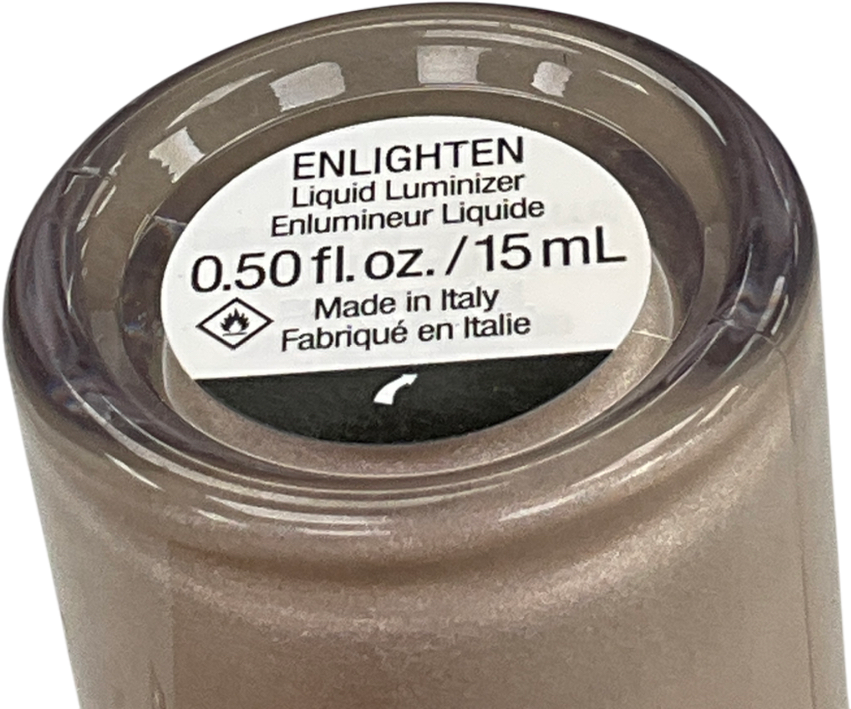 ENLIGHTEN
Liquid Luminizer
Enlumineur Liquide
0.50 fl. oz. / 15 mL
Made in Italy
Fabriqué en Italie